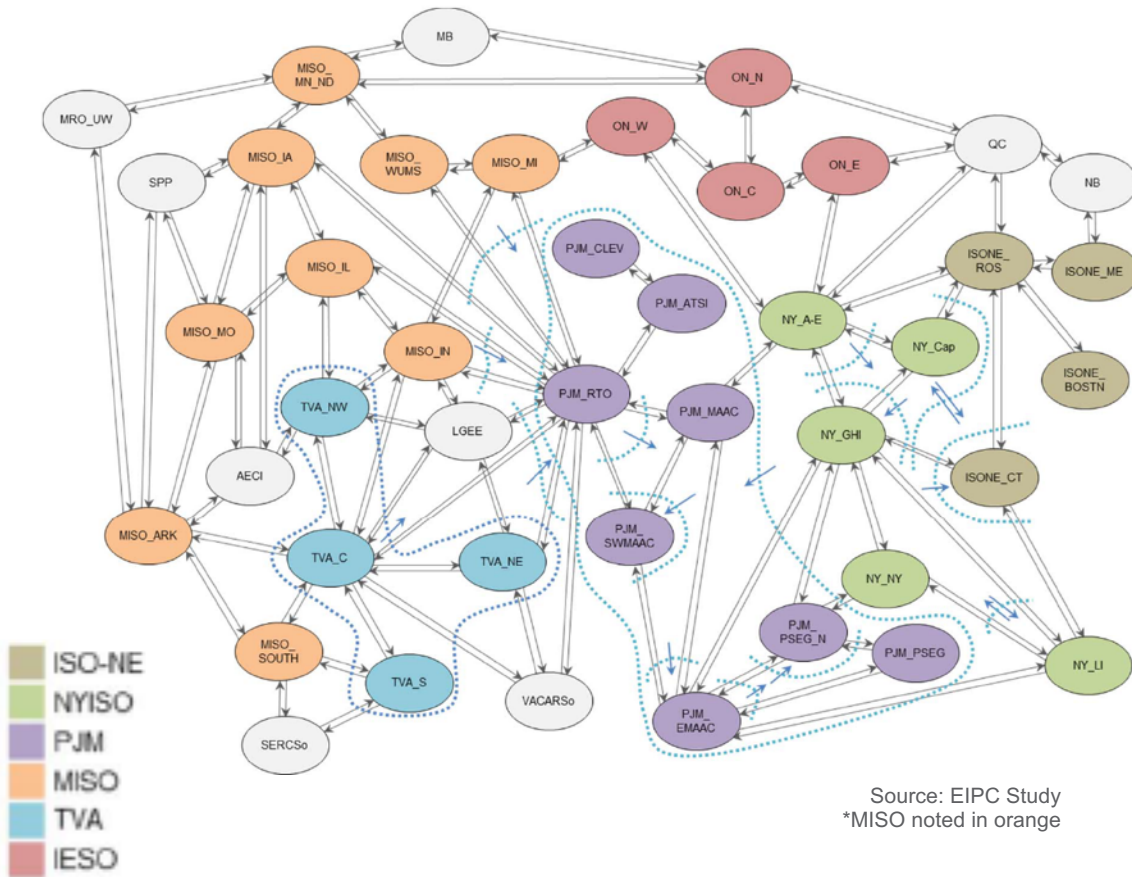 MB
MISO_
MN_ND
ON_N
MRO_UW
ON_W
QC
MISO_IA
MISO_
WUMS
MISO_MI
ON_E
SPP
ON_C
NB
PJM_CLEV
ISONE_
ROS
ISONE_ME
MISO_IL
PJM_ATSI
NY_A-E
MISO_MO
NY_Cap
MISO_IN
ISONE_
BOSTN
PJM_RTO
TVA_NW
PJM_MAAC
LGEE
NY_GHI
AECI
ISONE_CT
MISO_ARK
PJM_
SWMAAC
TVA_C
TVA_NE
NY_NY
PJM_
PSEG_N
MISO_
SOUTH
PJM_PSEG
NY_LI
TVA_S
VACARSo
PJM_
EMAAC
SERCSo
ISO-NE
NYISO
PJM
MISO
TVA
IESO
Source: EIPC Study
*MISO noted in orange